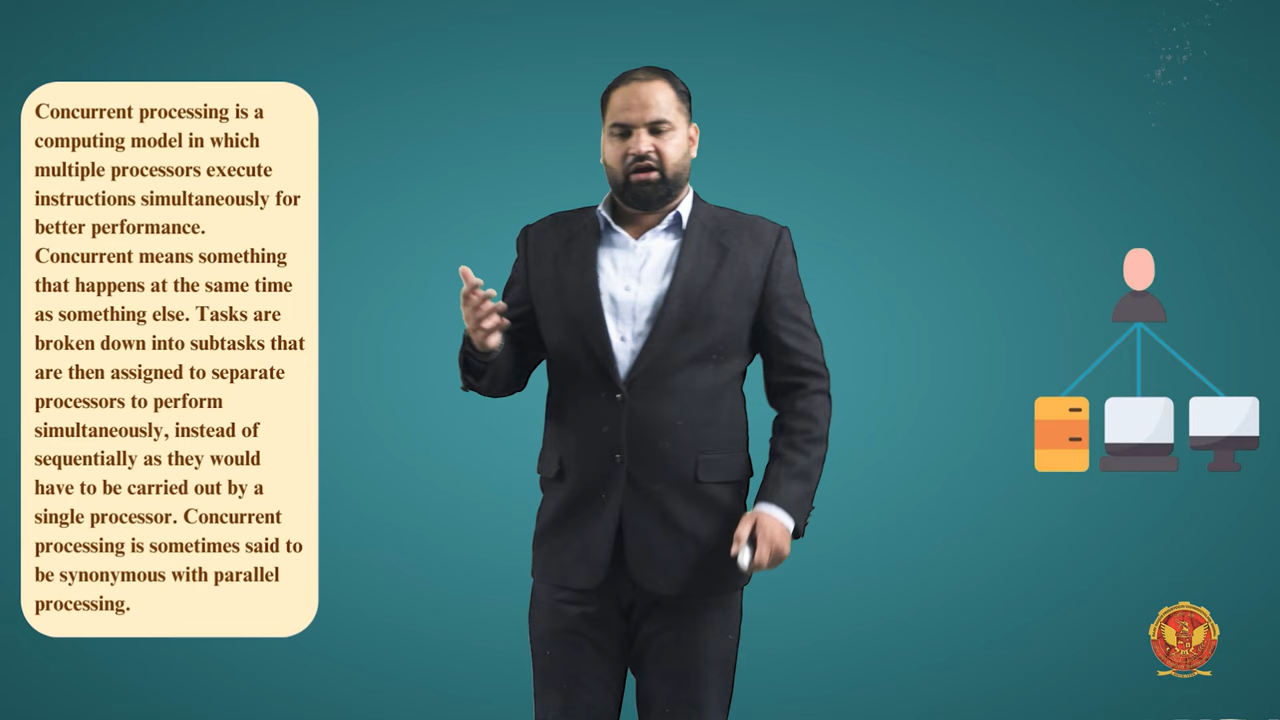 Concurrent processing is a
computing model in which
multiple processors execute
instructions simultaneously for
better performance.
Concurrent means something
that happens at the same time
as something else. Tasks are
broken down into subtasks that
are then assigned to separate
processors to perform
simultaneously, instead of
sequentially as they would
have to be carried out by a
single processor. Concurrent
processing is sometimes said to
be synonymous with parallel
processing.